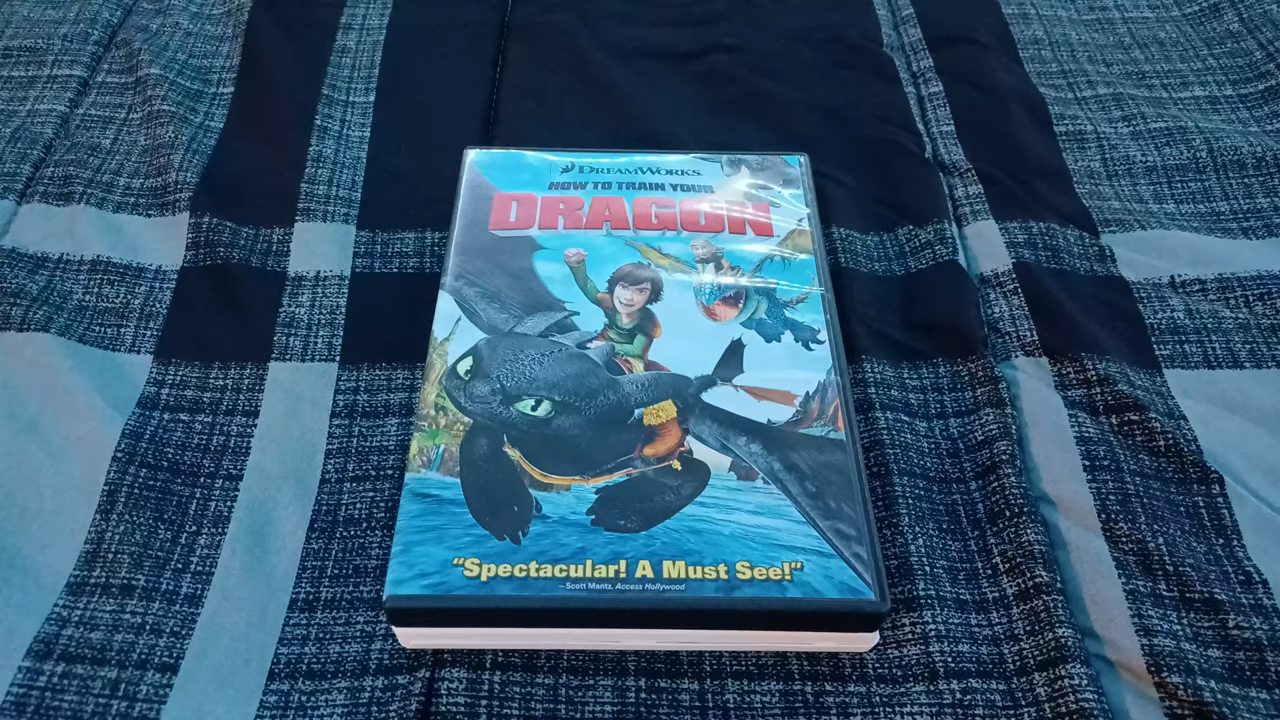 DREAMWORKS
HOW TO TRAIN YOUR
DRAGON
“Spectacular! A Must See!”
—Scott Mantz, Access Hollywood